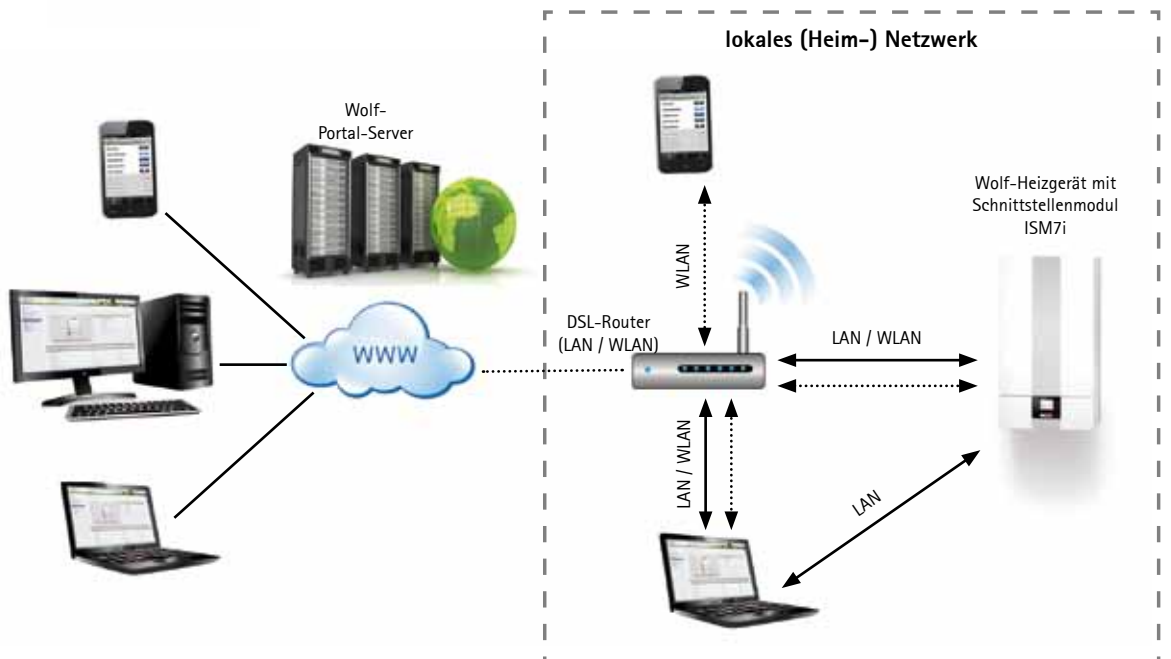 lokales (Heim-) Netzwerk
Wolf-
Portal-Server
Wolf-Heizgerät mit
Schnittstellenmodul
ISM7i
WLAN
DSL-Router
(LAN / WLAN)
LAN / WLAN
WWW
LAN / WLAN
LAN